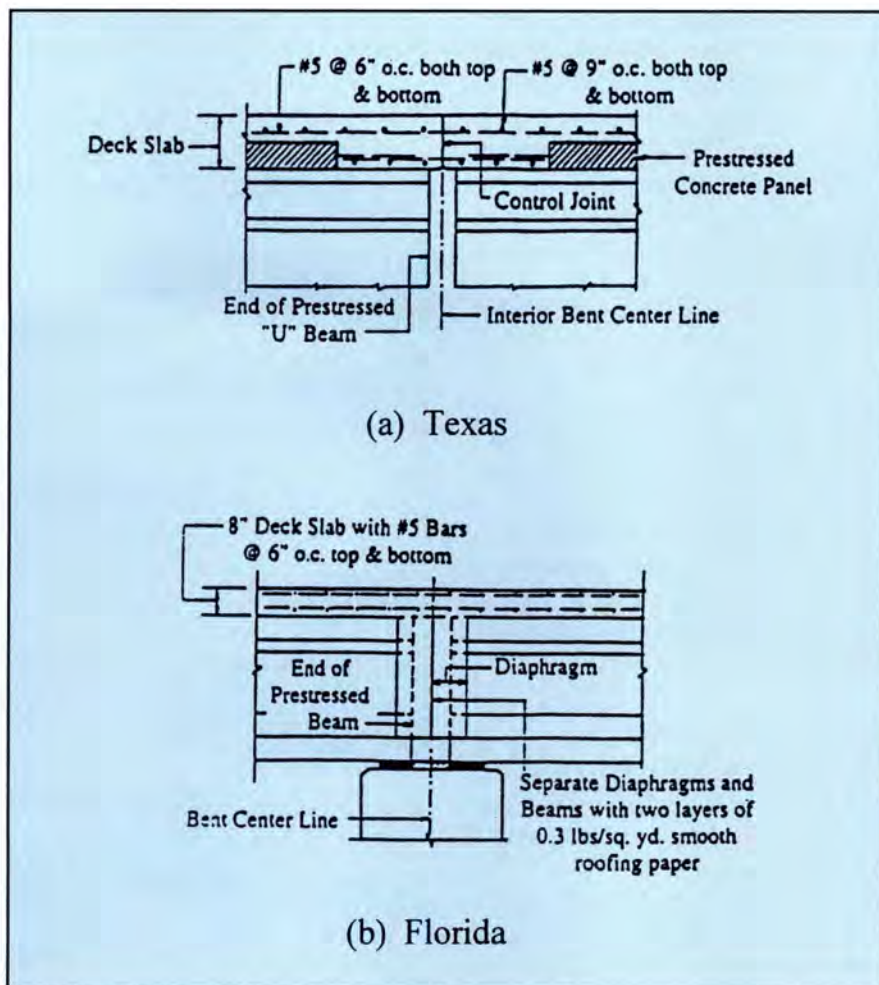 #5 @ 6" o.c. both top
& bottom
#5 @ 9" o.c. both top
& bottom
Deck Slab
Prestressed
Concrete Panel
Control Joint
End of Prestressed
"U" Beam
Interior Bent Center Line
(a) Texas
8" Deck Slab with #5 Bars
@ 6" o.c. top & bottom
End of
Prestressed
Beam
Diaphragm
Bent Center Line
Separate Diaphragms and
Beams with two layers of
0.3 lbs/sq. yd. smooth
roofing paper
(b) Florida